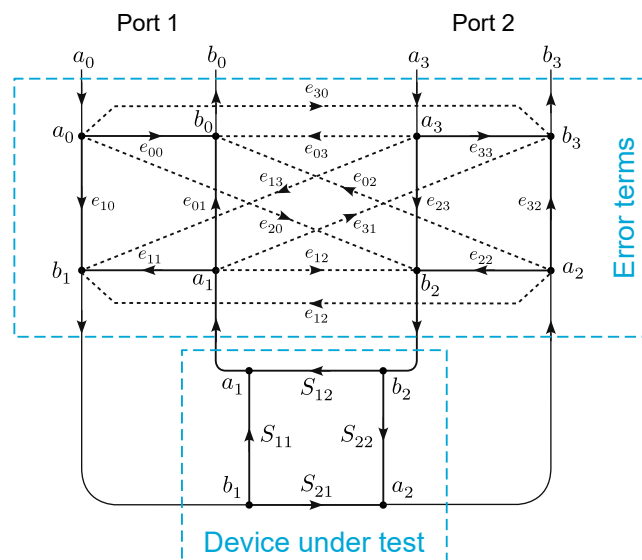 Port 1 Port 2
a₀ b₀ a₃ b₃
e₃₀
a₀ b₀ a₃ b₃
e₀₀ e₀₃ e₃₃
e₁₃ e₀₂
e₁₀ e₀₁ e₂₃ e₃₂
e₂₀ e₃₁
e₁₁ e₁₂ e₂₂
b₁ a₁ b₂ a₂
e₁₂
Error terms
a₁ S₁₂ b₂
S₁₁ S₂₂
b₁ S₂₁ a₂
Device under test